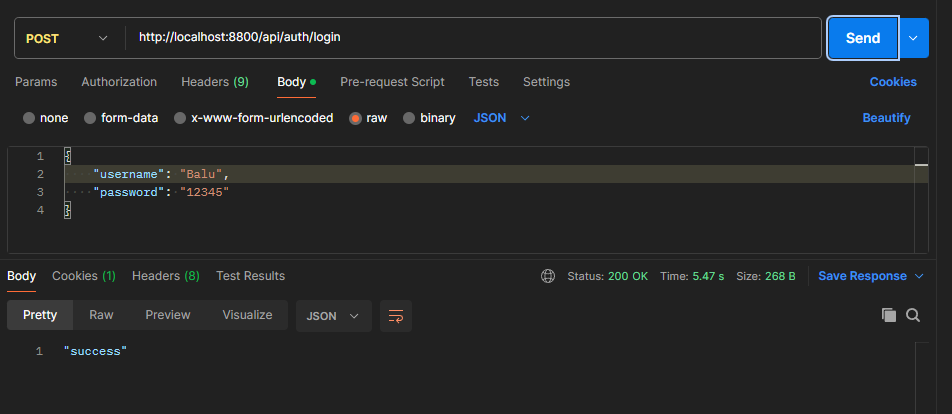 POST http://localhost:8800/api/auth/login Send
Params Authorization Headers (9) Body Pre-request Script Tests Settings Cookies
none form-data x-www-form-urlencoded raw binary JSON Beautify
1 {
2 "username": "Balu",
3 "password": "12345"
4 }
Body Cookies (1) Headers (8) Test Results Status: 200 OK Time: 5.47 s Size: 268 B Save Response
Pretty Raw Preview Visualize JSON
1 "success"